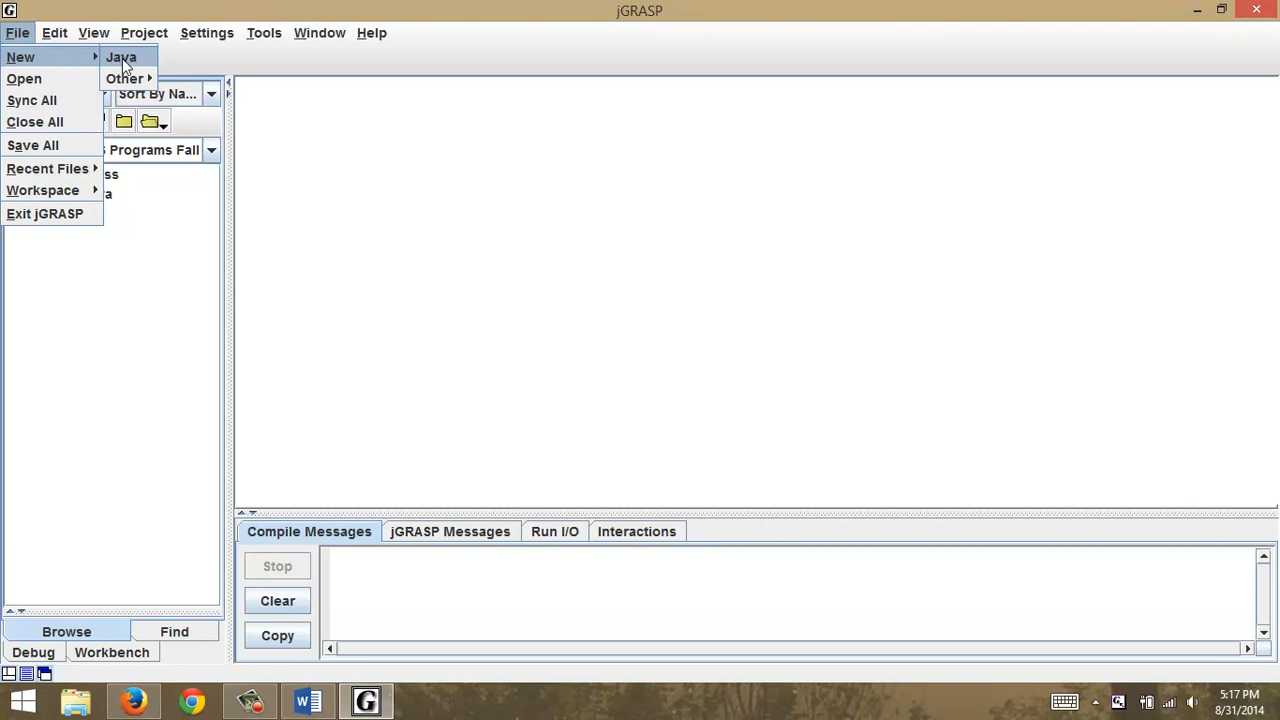 jGRASP
File Edit View Project Settings Tools Window Help
New Java
Open Other
Sync All Sort By Na...
Close All
Save All S Programs Fall
Recent Files ss
Workspace a
Exit jGRASP
Compile Messages jGRASP Messages Run I/O Interactions
Stop
Clear
Copy
Browse Find
Debug Workbench
5:17 PM
8/31/2014